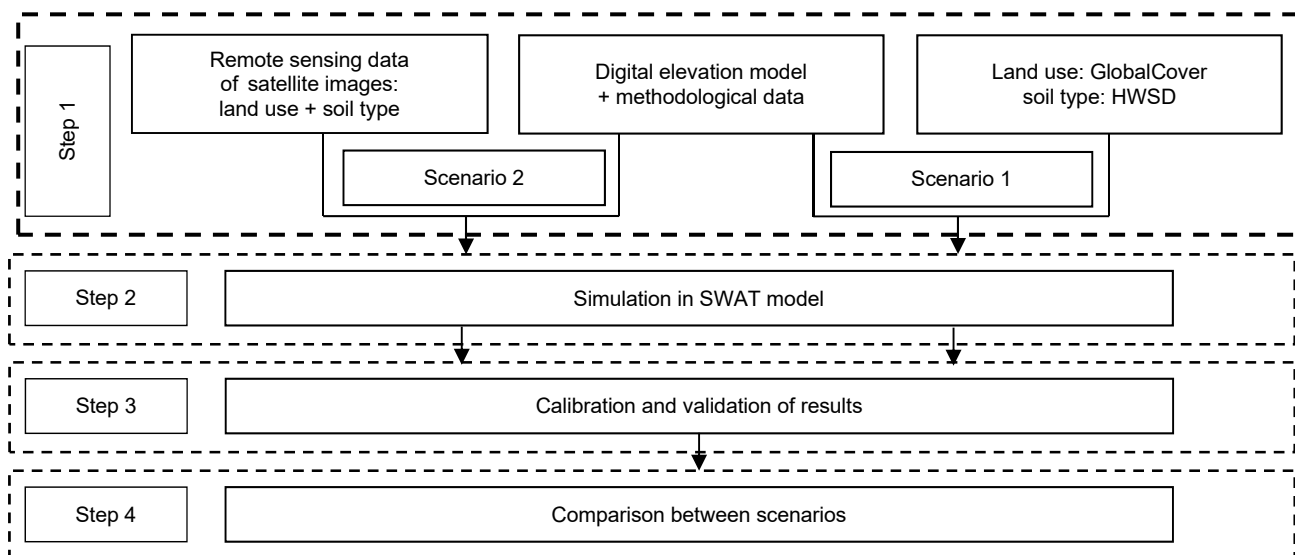 Step 1
Remote sensing data
of satellite images:
land use + soil type
Digital elevation model
+ methodological data
Land use: GlobalCover
soil type: HWSD
Scenario 2
Scenario 1
Step 2
Simulation in SWAT model
Step 3
Calibration and validation of results
Step 4
Comparison between scenarios